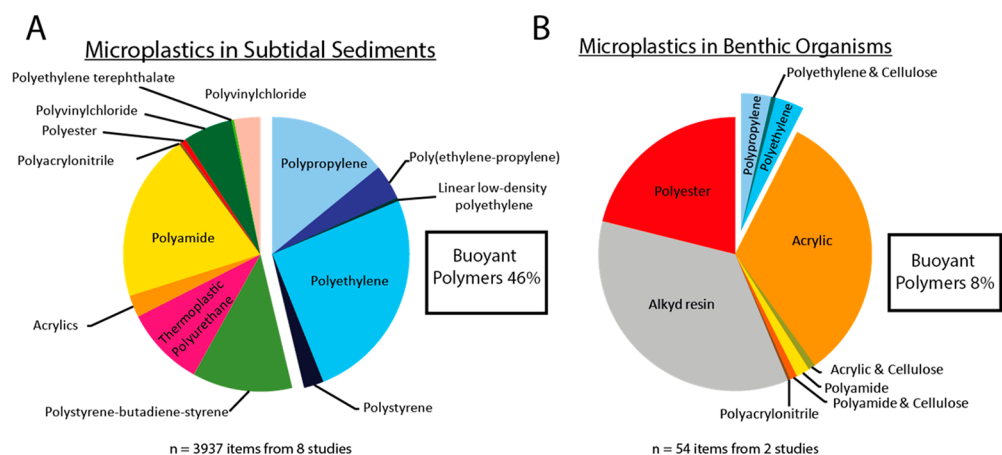 A
Microplastics in Subtidal Sediments
Polyethylene terephthalate
Polyvinylchloride
Polyvinylchloride
Polyester
Polyacrylonitrile
Polypropylene
Poly(ethylene-propylene)
Linear low-density
polyethylene
Polyamide
Polyethylene
Buoyant
Polymers 46%
Acrylics
Thermoplastic
Polyurethane
Polystyrene-butadiene-styrene
Polystyrene
n = 3937 items from 8 studies
B
Microplastics in Benthic Organisms
Polyethylene & Cellulose
Polypropylene
Polyethylene
Polyester
Acrylic
Buoyant
Polymers 8%
Alkyd resin
Acrylic & Cellulose
Polyamide
Polyamide & Cellulose
Polyacrylonitrile
n = 54 items from 2 studies